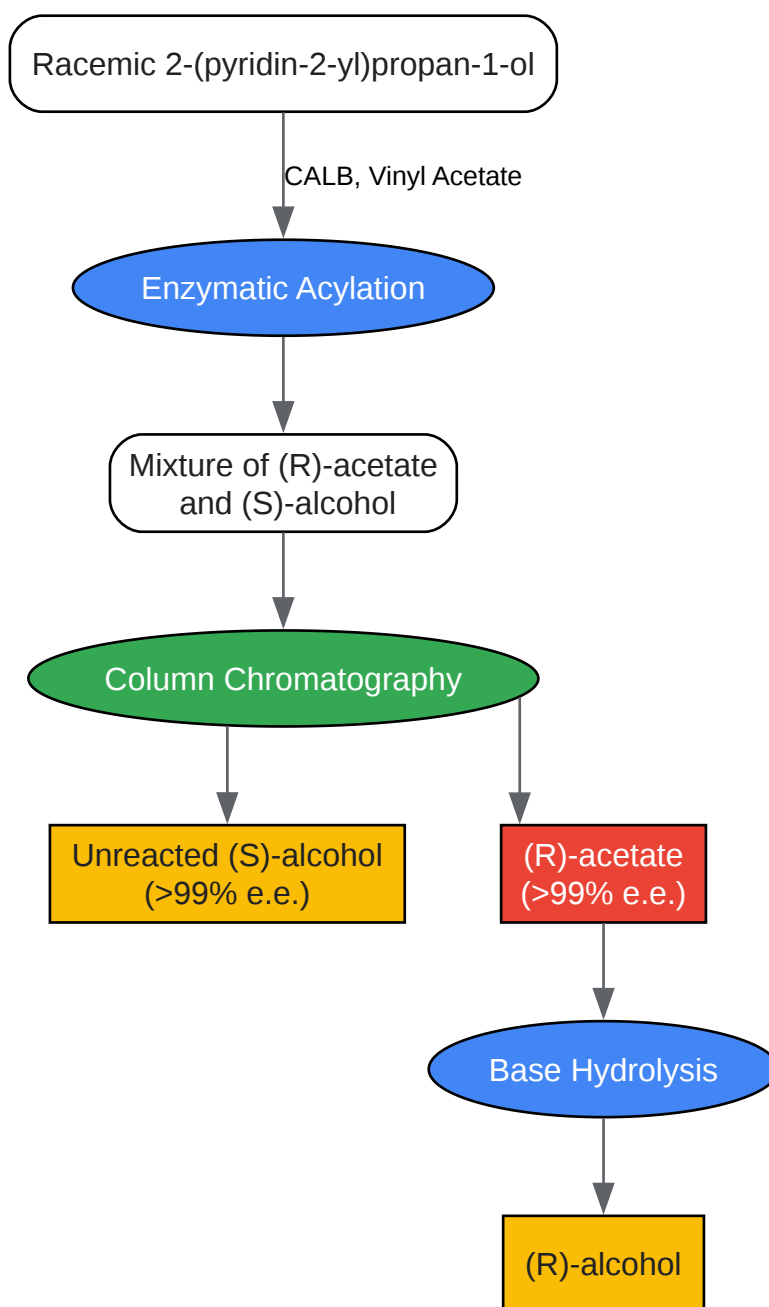 Racemic 2-(pyridin-2-yl)propan-1-ol
CALB, Vinyl Acetate
Enzymatic Acylation
Mixture of (R)-acetate
and (S)-alcohol
Column Chromatography
Unreacted (S)-alcohol
(>99% e.e.)
(R)-acetate
(>99% e.e.)
Base Hydrolysis
(R)-alcohol